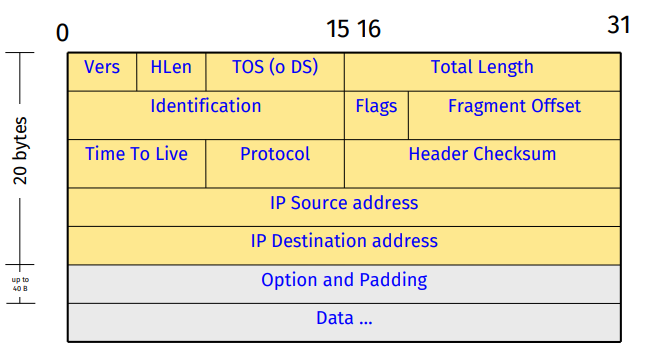 0 15 16 31
Vers HLen TOS (o DS) Total Length
Identification Flags Fragment Offset
Time To Live Protocol Header Checksum
IP Source address
IP Destination address
20 bytes
Option and Padding
up to
40 B
Data ...